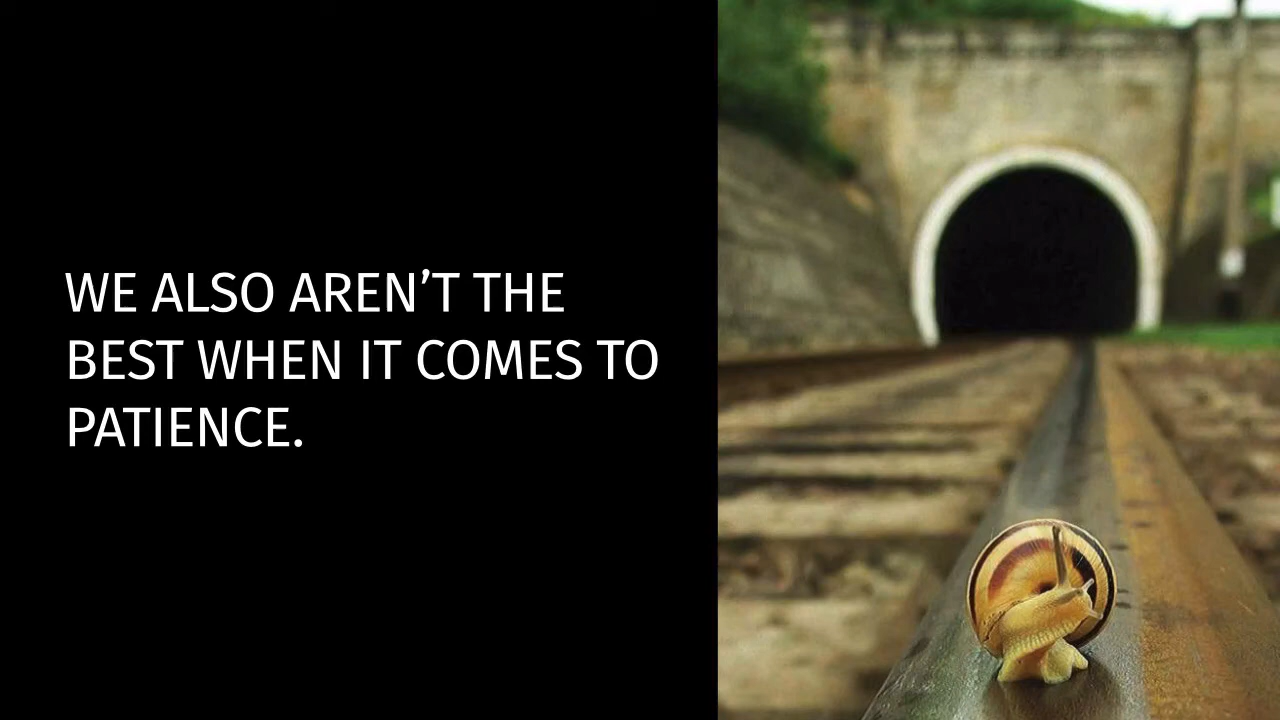 WE ALSO AREN’T THE
BEST WHEN IT COMES TO
PATIENCE.